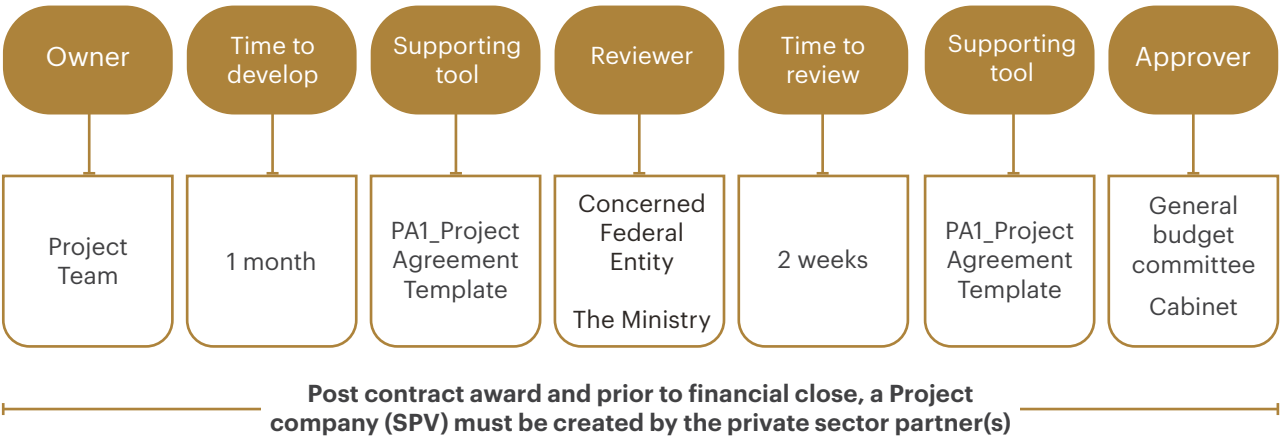 Owner
Time to
develop
Supporting
tool
Reviewer
Time to
review
Supporting
tool
Approver
Project
Team
1 month
PA1_Project
Agreement
Template
Concerned
Federal
Entity
The Ministry
2 weeks
PA1_Project
Agreement
Template
General
budget
committee
Cabinet
Post contract award and prior to financial close, a Project
company (SPV) must be created by the private sector partner(s)